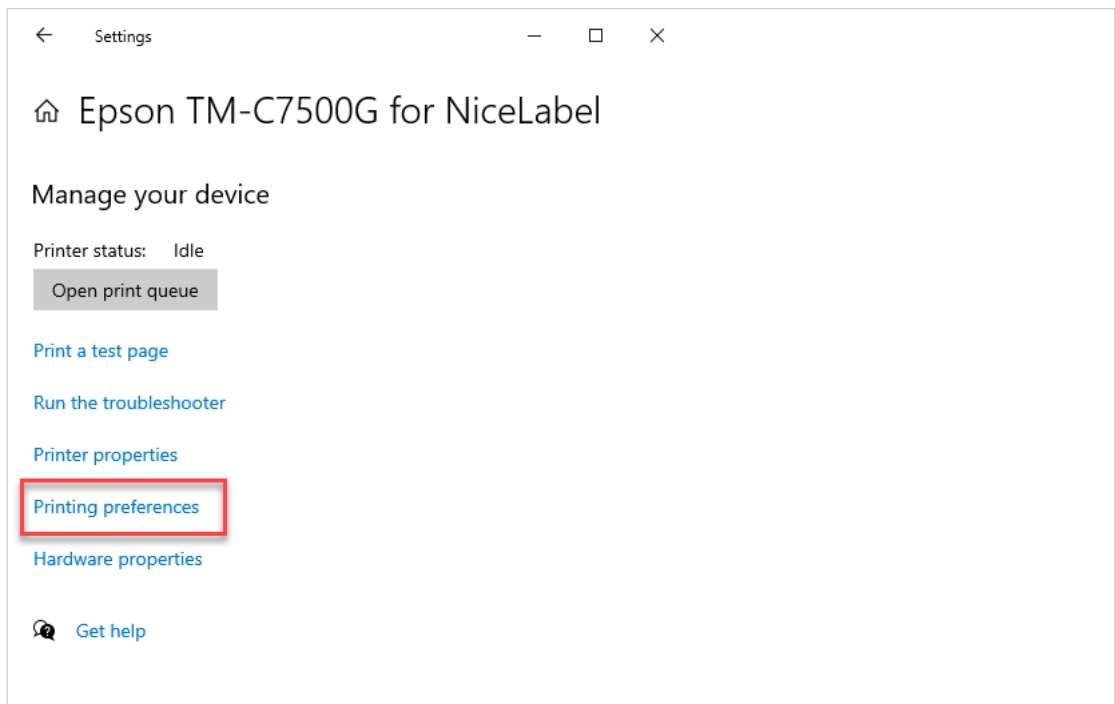 Settings
Epson TM-C7500G for NiceLabel
Manage your device
Printer status: Idle
Open print queue
Print a test page
Run the troubleshooter
Printer properties
Printing preferences
Hardware properties
Get help